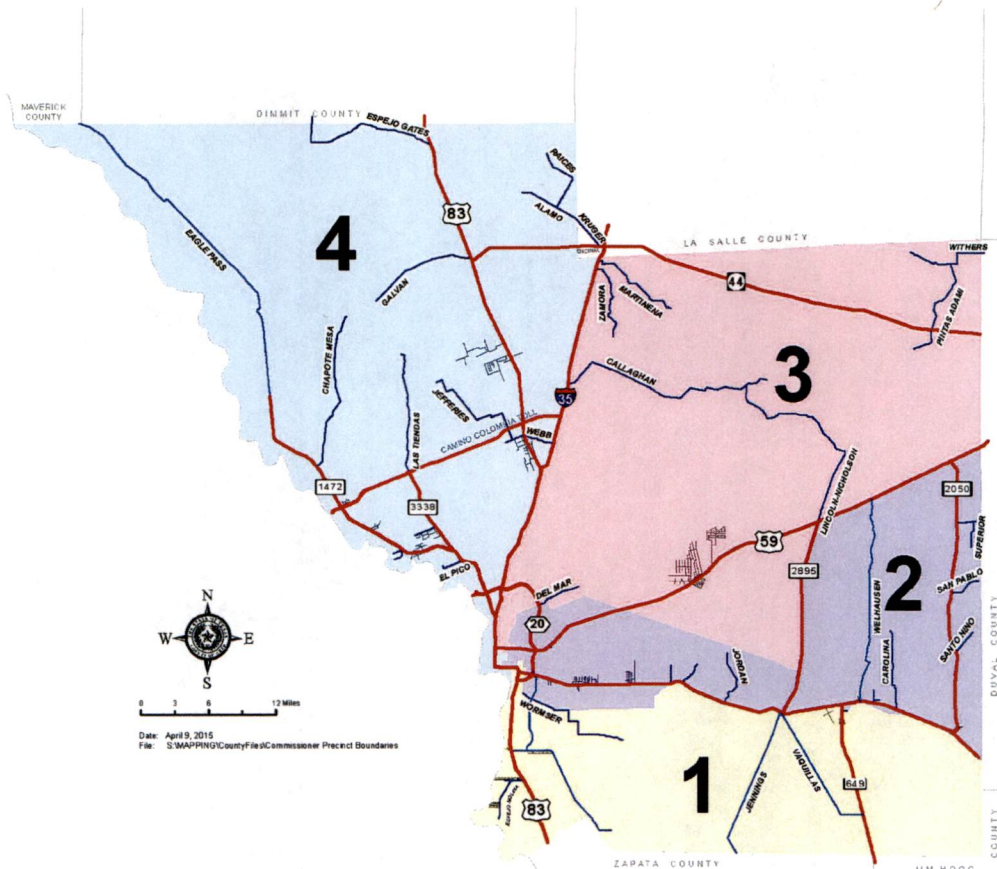 MAVERICK
COUNTY
DIMMIT COUNTY
ESPEJO GATES
RAICES
ALAMO
KRUGER
83
4
EAGLE PASS
LA SALLE COUNTY
WITHERS
GALVAN
ZAMORA
MARTINENA
44
PINTAS ADAMI
CHAPOTE MESA
CALLAGHAN
3
JEFFERIES
35
LAS TIENDAS
CAMINO COLOMBIA TOLL
WEBB
1472
3338
LINCOLN-NICHOLSON
2050
59
SUPERIOR
EL PICO
2895
DEL MAR
2
SAN PABLO
WELHAUSEN
20
N
W E
S
CAROLINA
SANTO NINO
DUVAL COUNTY
JORDAN
0 3 6 12 Miles
WORMSER
Date: April 9, 2015
File: S:\MAPPING\CountyFiles\Commissioner Precinct Boundaries
1
JENNINGS
VAQUILLAS
649
83
COUNTY
ZAPATA COUNTY